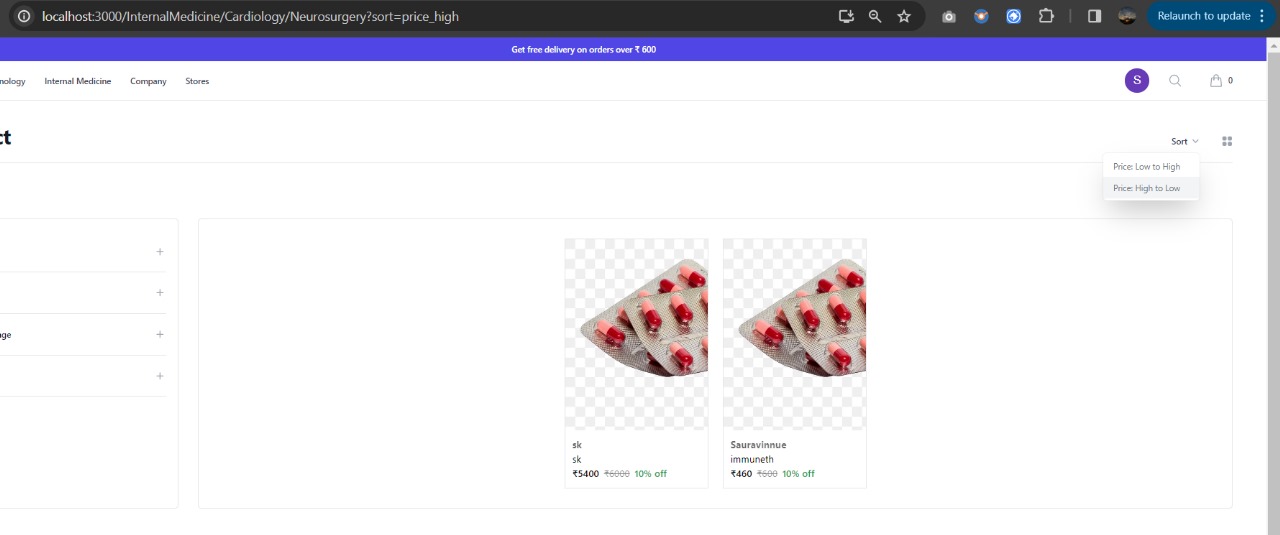 localhost:3000/InternalMedicine/Cardiology/Neurosurgery?sort=price_high
Relaunch to update
Get free delivery on orders over ₹ 600
nology Internal Medicine Company Stores
S
0
ct
Sort
Price: Low to High
Price: High to Low
+
+
ge +
+
sk
sk
₹5400 ₹6000 10% off
Sauravinnue
immuneth
₹460 ₹600 10% off